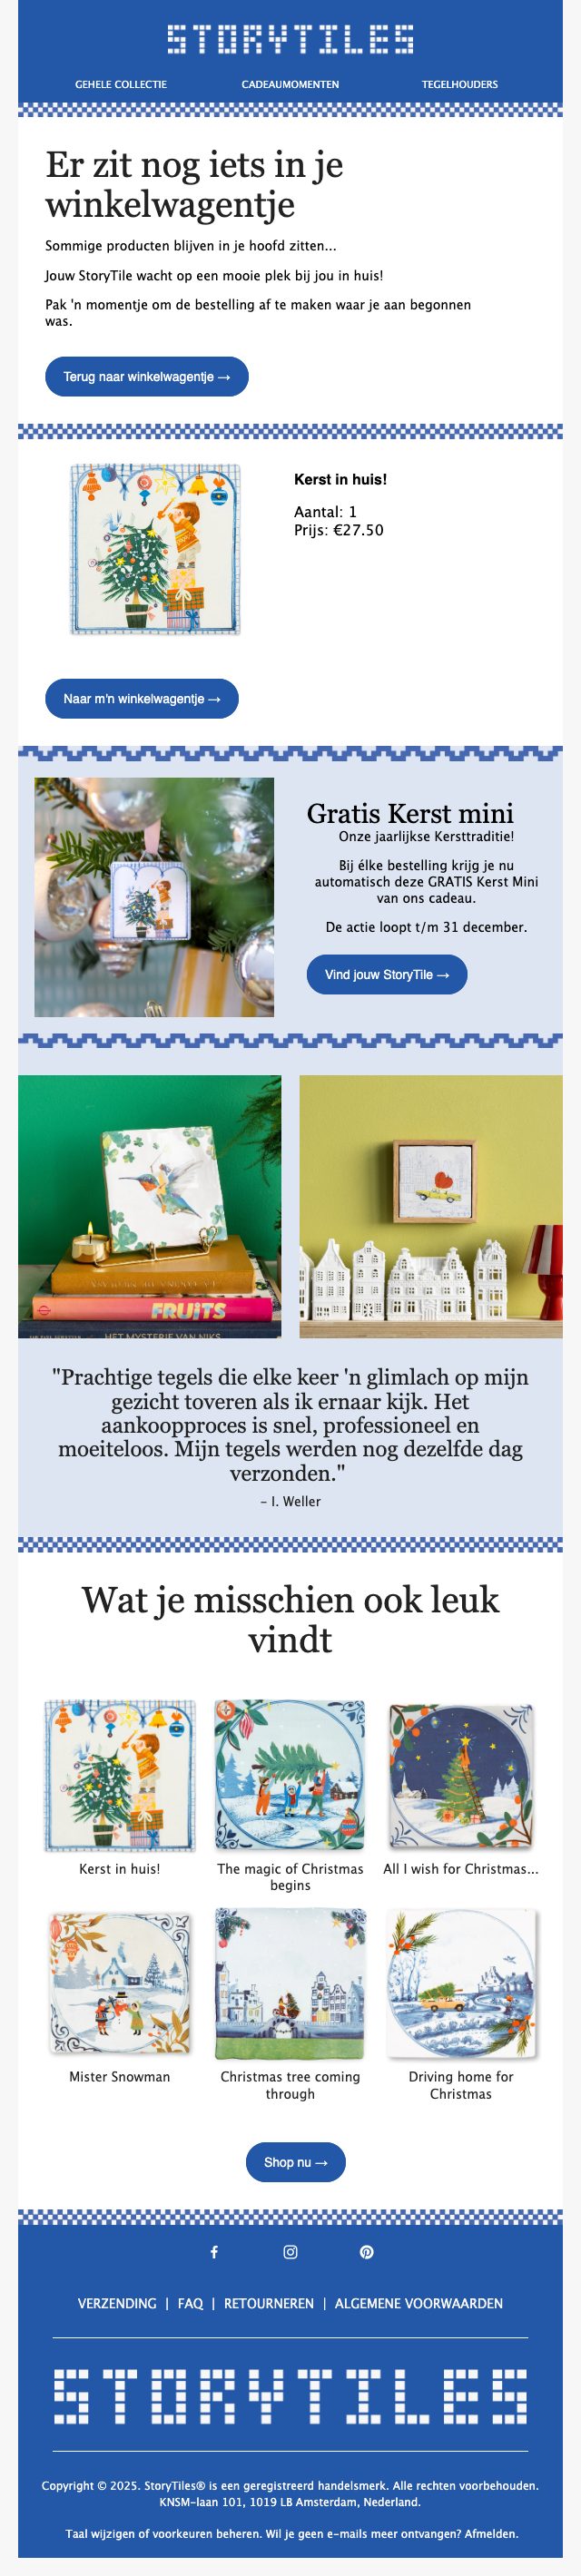 STORYTILES
GEHELE COLLECTIE
CADEAUMOMENTEN
TEGELHOUDERS
Er zit nog iets in je
winkelwagentje
Sommige producten blijven in je hoofd zitten...
Jouw StoryTile wacht op een mooie plek bij jou in huis!
Pak 'n momentje om de bestelling af te maken waar je aan begonnen
was.
Terug naar winkelwagentje →
Kerst in huis!
Aantal: 1
Prijs: €27.50
Naar m'n winkelwagentje →
Gratis Kerst mini
Onze jaarlijkse Kersttraditie!
Bij élke bestelling krijg je nu
automatisch deze GRATIS Kerst Mini
van ons cadeau.
De actie loopt t/m 31 december.
Vind jouw StoryTile →
FRUITS
HET MYSTERIE VAN NIKS
"Prachtige tegels die elke keer 'n glimlach op mijn
gezicht toveren als ik ernaar kijk. Het
aankoopproces is snel, professioneel en
moeiteloos. Mijn tegels werden nog dezelfde dag
verzonden."
– I. Weller
Wat je misschien ook leuk
vindt
Kerst in huis!
The magic of Christmas
begins
All I wish for Christmas...
Mister Snowman
Christmas tree coming
through
Driving home for
Christmas
Shop nu →
VERZENDING | FAQ | RETOURNEREN | ALGEMENE VOORWAARDEN
STORYTILES
Copyright © 2025. StoryTiles® is een geregistreerd handelsmerk. Alle rechten voorbehouden.
KNSM-laan 101, 1019 LB Amsterdam, Nederland.
Taal wijzigen of voorkeuren beheren. Wil je geen e-mails meer ontvangen? Afmelden.